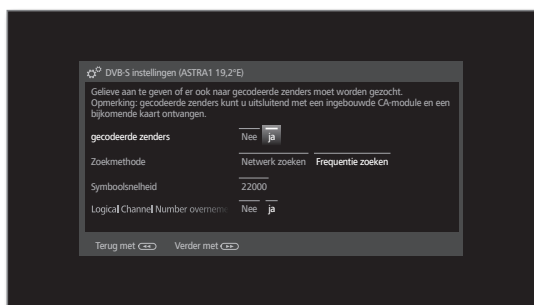 DVB-S instellingen (ASTRA1 19,2°E)
Gelieve aan te geven of er ook naar gecodeerde zenders moet worden gezocht.
Opmerking: gecodeerde zenders kunt u uitsluitend met een ingebouwde CA-module en een
bijkomende kaart ontvangen.
gecodeerde zenders Nee ja
Zoekmethode Netwerk zoeken Frequentie zoeken
Symboolsnelheid 22000
Logical Channel Number overneme Nee ja
Terug met Verder met